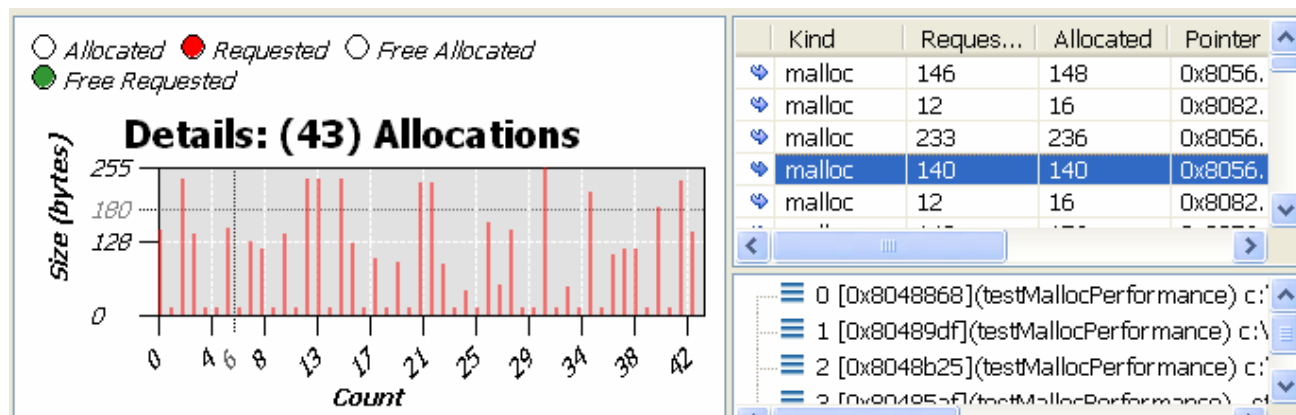 Allocated Requested Free Allocated
Free Requested
Details: (43) Allocations
Size (bytes)
255
180
128
0
0 4 6 8 13 17 21 25 29 34 38 42
Count
Kind Reques... Allocated Pointer
malloc 146 148 0x8056.
malloc 12 16 0x8082.
malloc 233 236 0x8056.
malloc 140 140 0x8056.
malloc 12 16 0x8082.
0 [0x8048868](testMallocPerformance) c:
1 [0x80489df](testMallocPerformance) c:\
2 [0x8048b25](testMallocPerformance) c:
3 [0x80485af](testMallocPerformance)